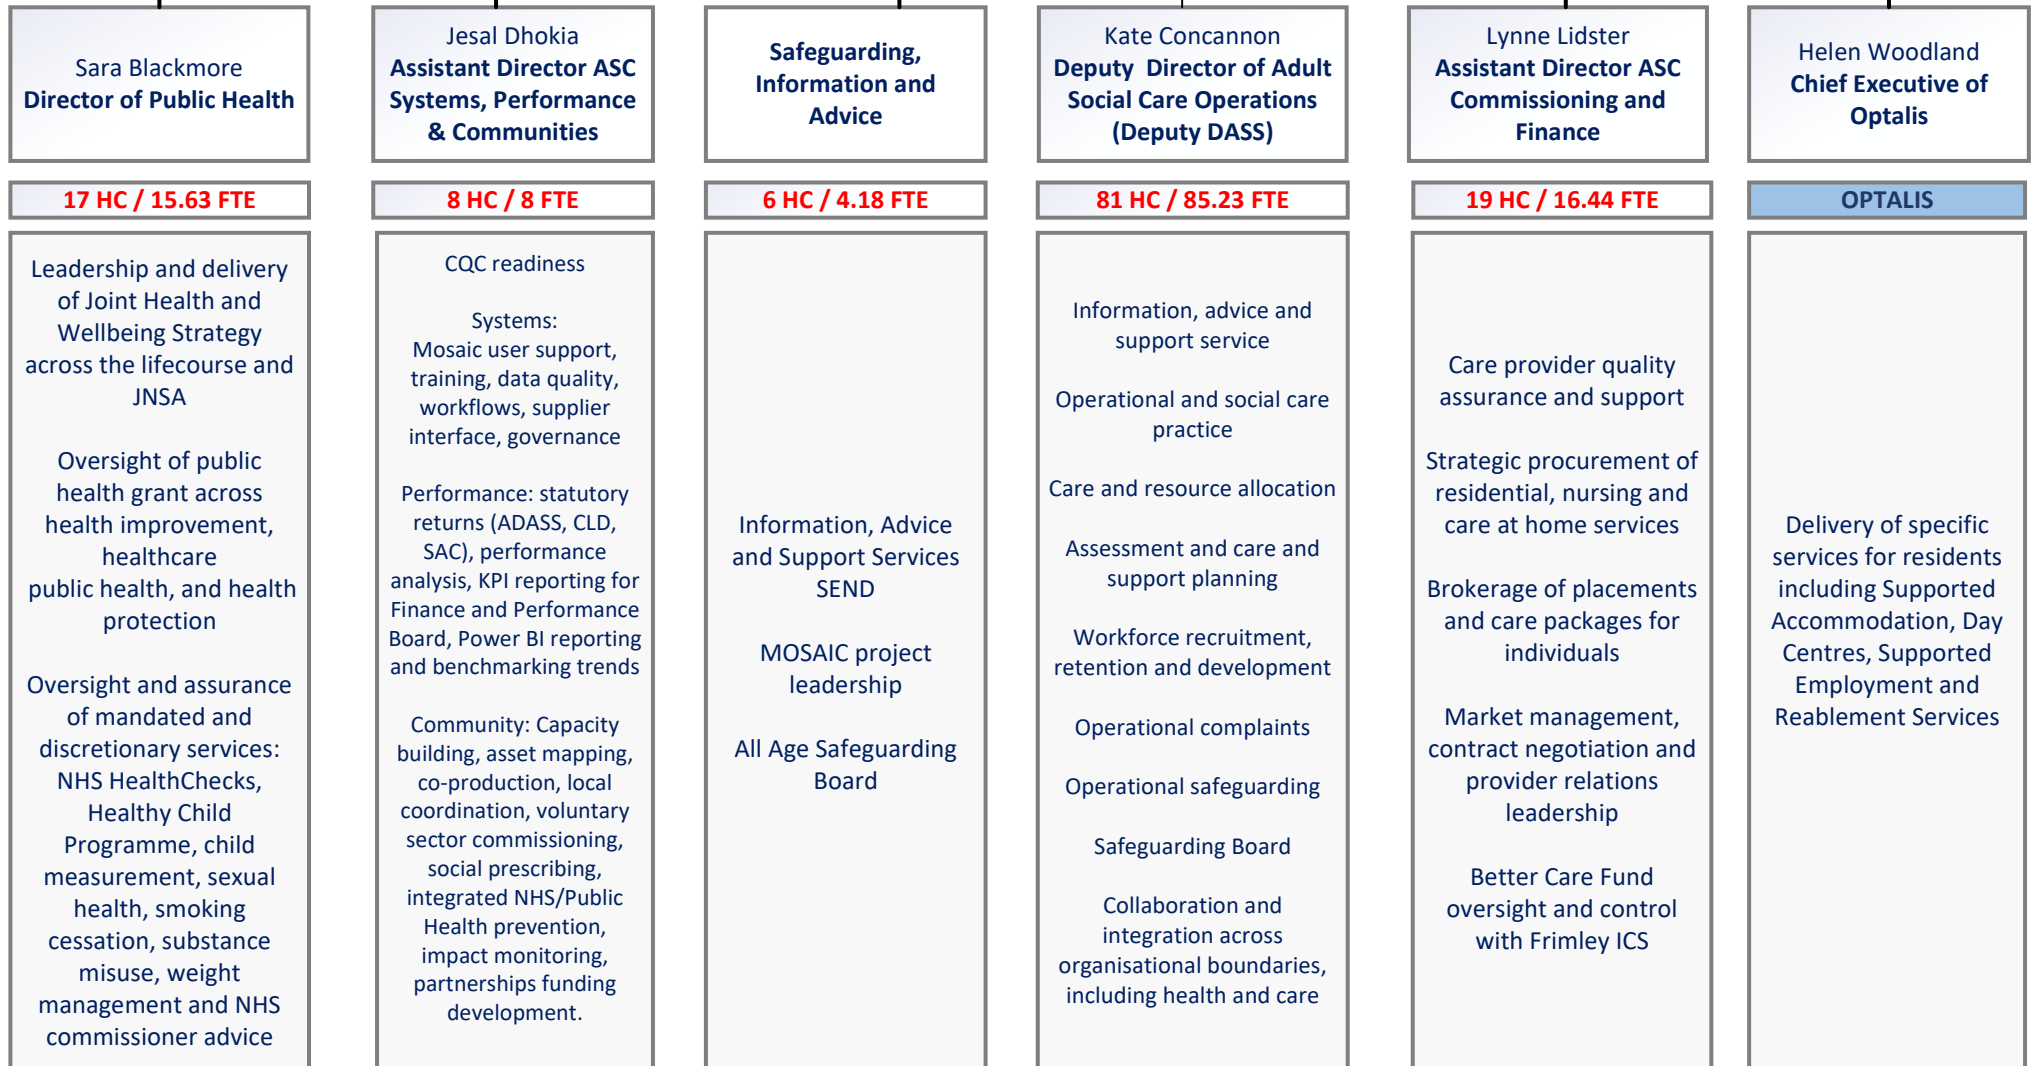 Sara Blackmore
Director of Public Health
17 HC / 15.63 FTE
Leadership and delivery
of Joint Health and
Wellbeing Strategy
across the lifecourse and
JNSA
Oversight of public
health grant across
health improvement,
healthcare
public health, and health
protection
Oversight and assurance
of mandated and
discretionary services:
NHS HealthChecks,
Healthy Child
Programme, child
measurement, sexual
health, smoking
cessation, substance
misuse, weight
management and NHS
commissioner advice
Jesal Dhokia
Assistant Director ASC
Systems, Performance
& Communities
8 HC / 8 FTE
CQC readiness
Systems:
Mosaic user support,
training, data quality,
workflows, supplier
interface, governance
Performance: statutory
returns (ADASS, CLD,
SAC), performance
analysis, KPI reporting for
Finance and Performance
Board, Power BI reporting
and benchmarking trends
Community: Capacity
building, asset mapping,
co-production, local
coordination, voluntary
sector commissioning,
social prescribing,
integrated NHS/Public
Health prevention,
impact monitoring,
partnerships funding
development.
Safeguarding,
Information and
Advice
6 HC / 4.18 FTE
Information, Advice
and Support Services
SEND
MOSAIC project
leadership
All Age Safeguarding
Board
Kate Concannon
Deputy Director of Adult
Social Care Operations
(Deputy DASS)
81 HC / 85.23 FTE
Information, advice and
support service
Operational and social care
practice
Care and resource allocation
Assessment and care and
support planning
Workforce recruitment,
retention and development
Operational complaints
Operational safeguarding
Safeguarding Board
Collaboration and
integration across
organisational boundaries,
including health and care
Lynne Lidster
Assistant Director ASC
Commissioning and
Finance
19 HC / 16.44 FTE
Care provider quality
assurance and support
Strategic procurement of
residential, nursing and
care at home services
Brokerage of placements
and care packages for
individuals
Market management,
contract negotiation and
provider relations
leadership
Better Care Fund
oversight and control
with Frimley ICS
Helen Woodland
Chief Executive of
Optalis
OPTALIS
Delivery of specific
services for residents
including Supported
Accommodation, Day
Centres, Supported
Employment and
Reablement Services